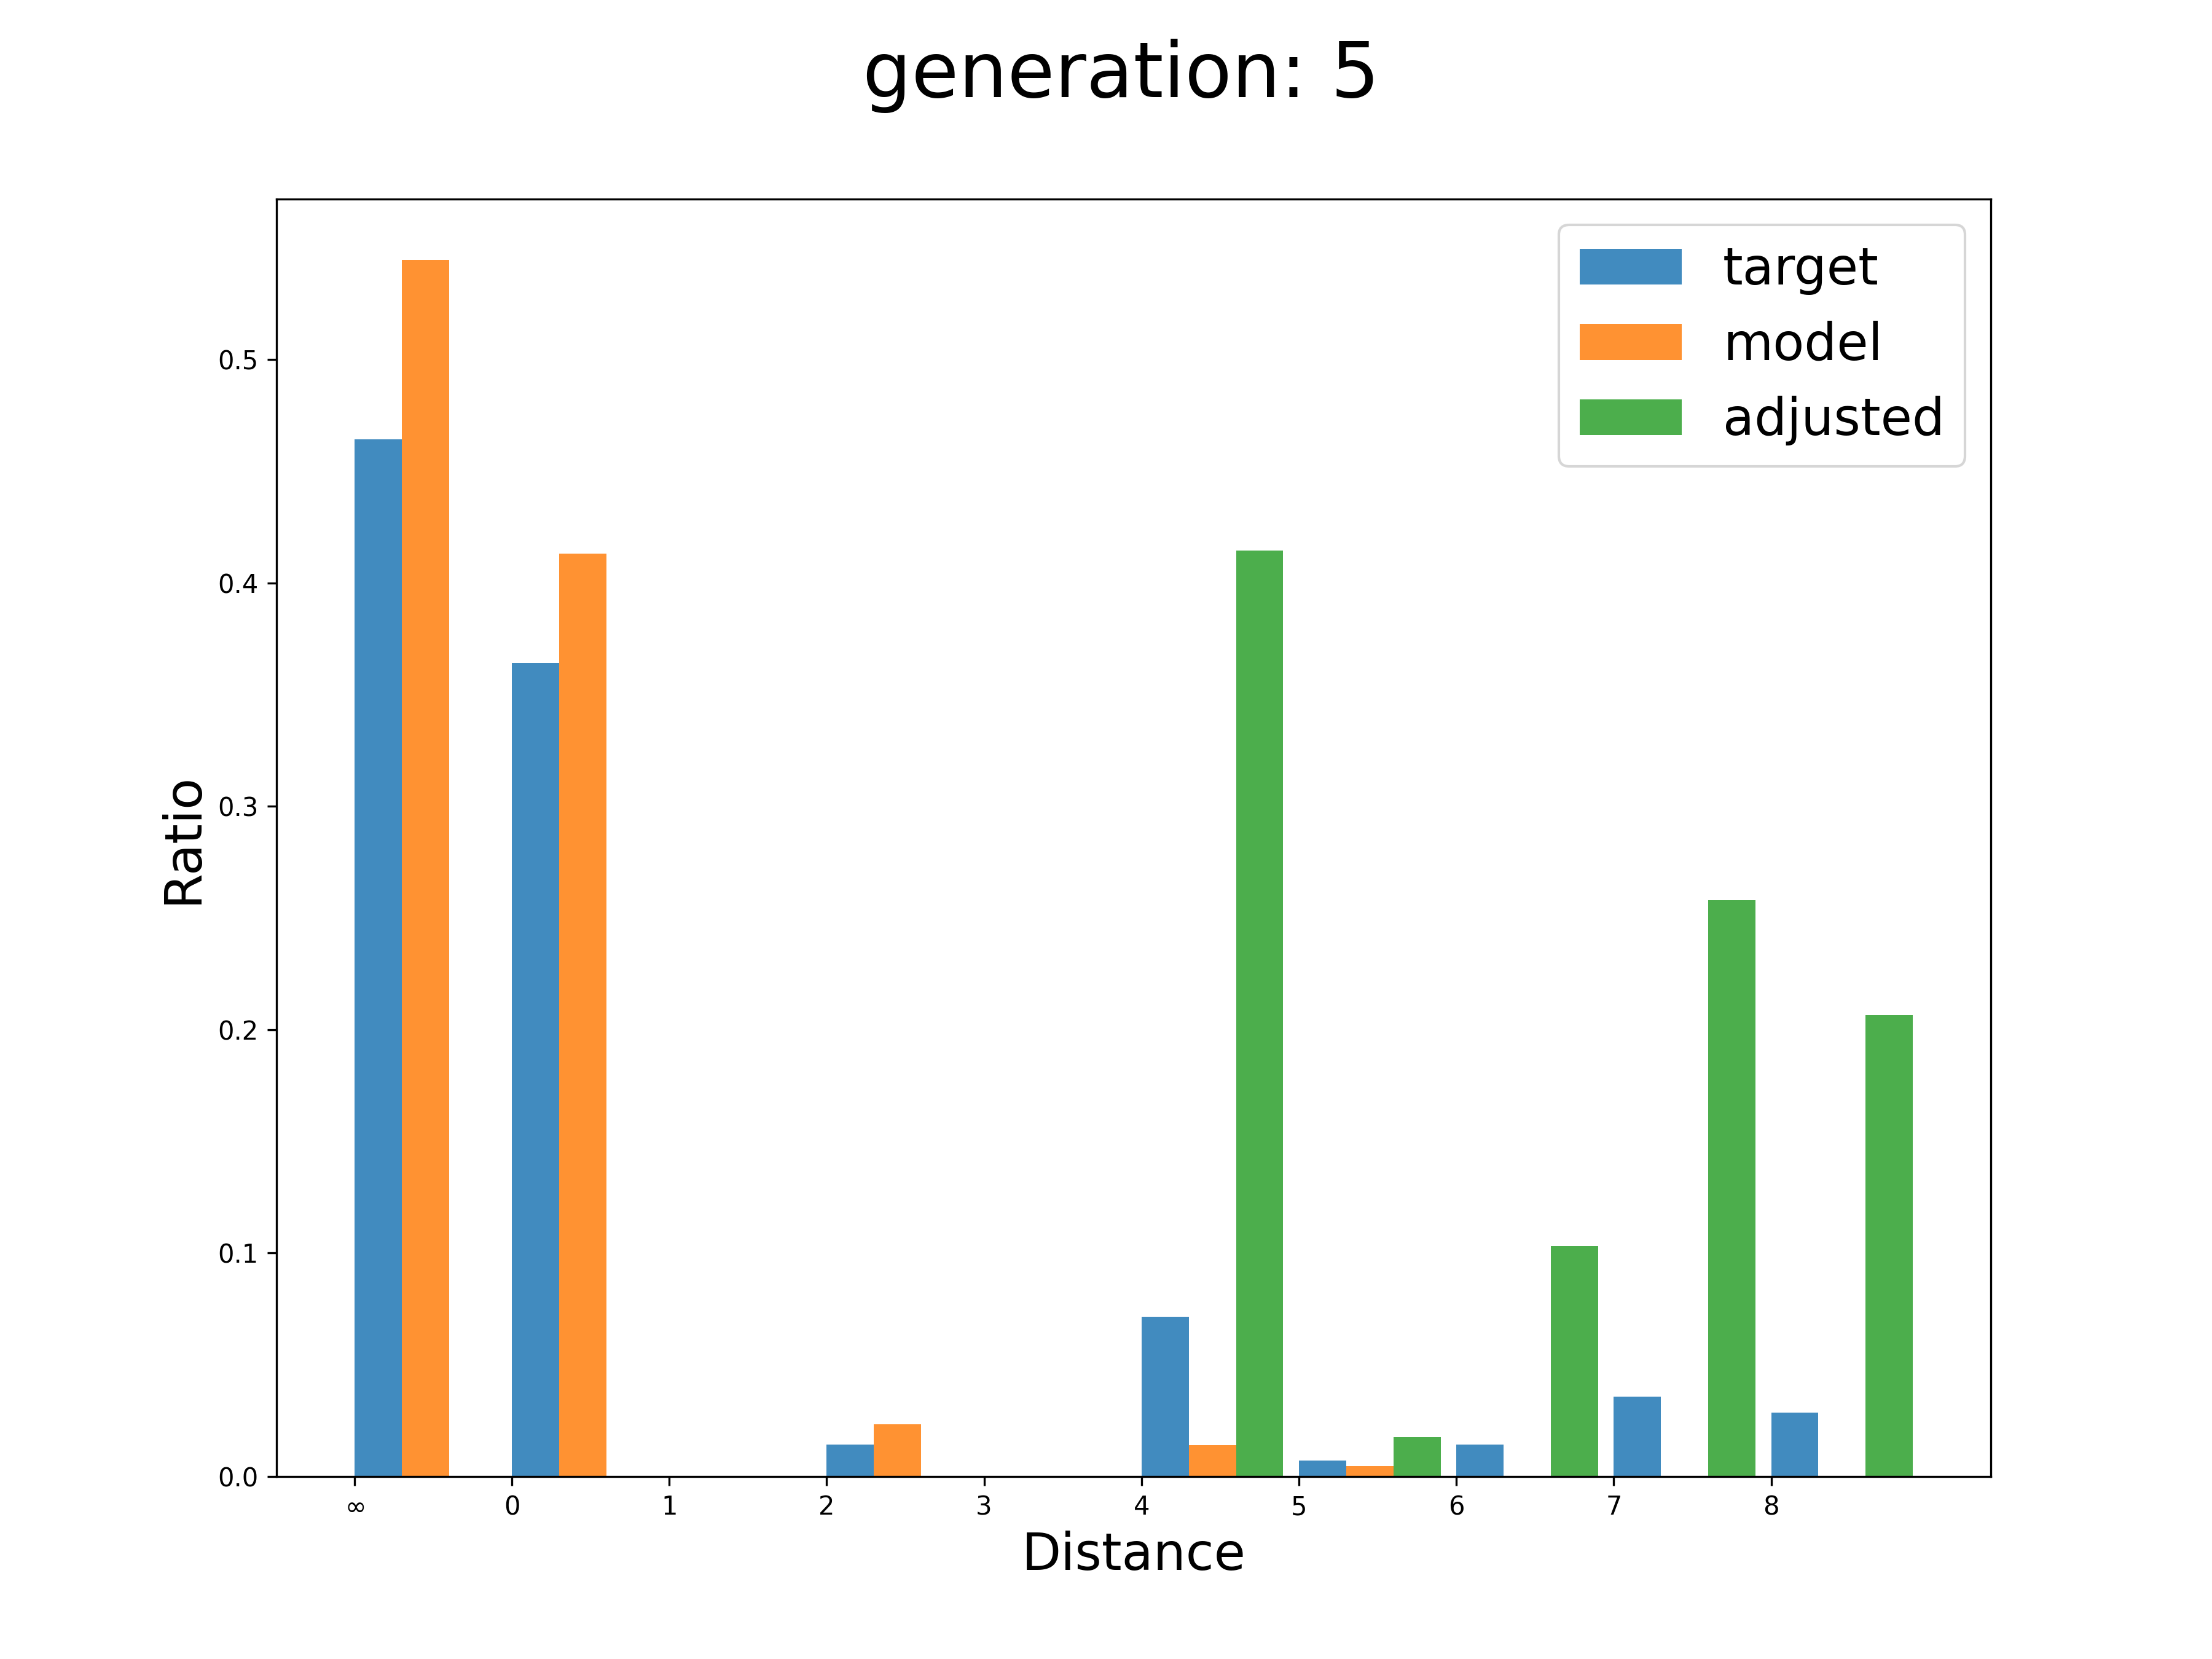 generation: 5
target
model
adjusted
Ratio
0.5
0.4
0.3
0.2
0.1
0.0
∞ 0 1 2 3 4 5 6 7 8
Distance